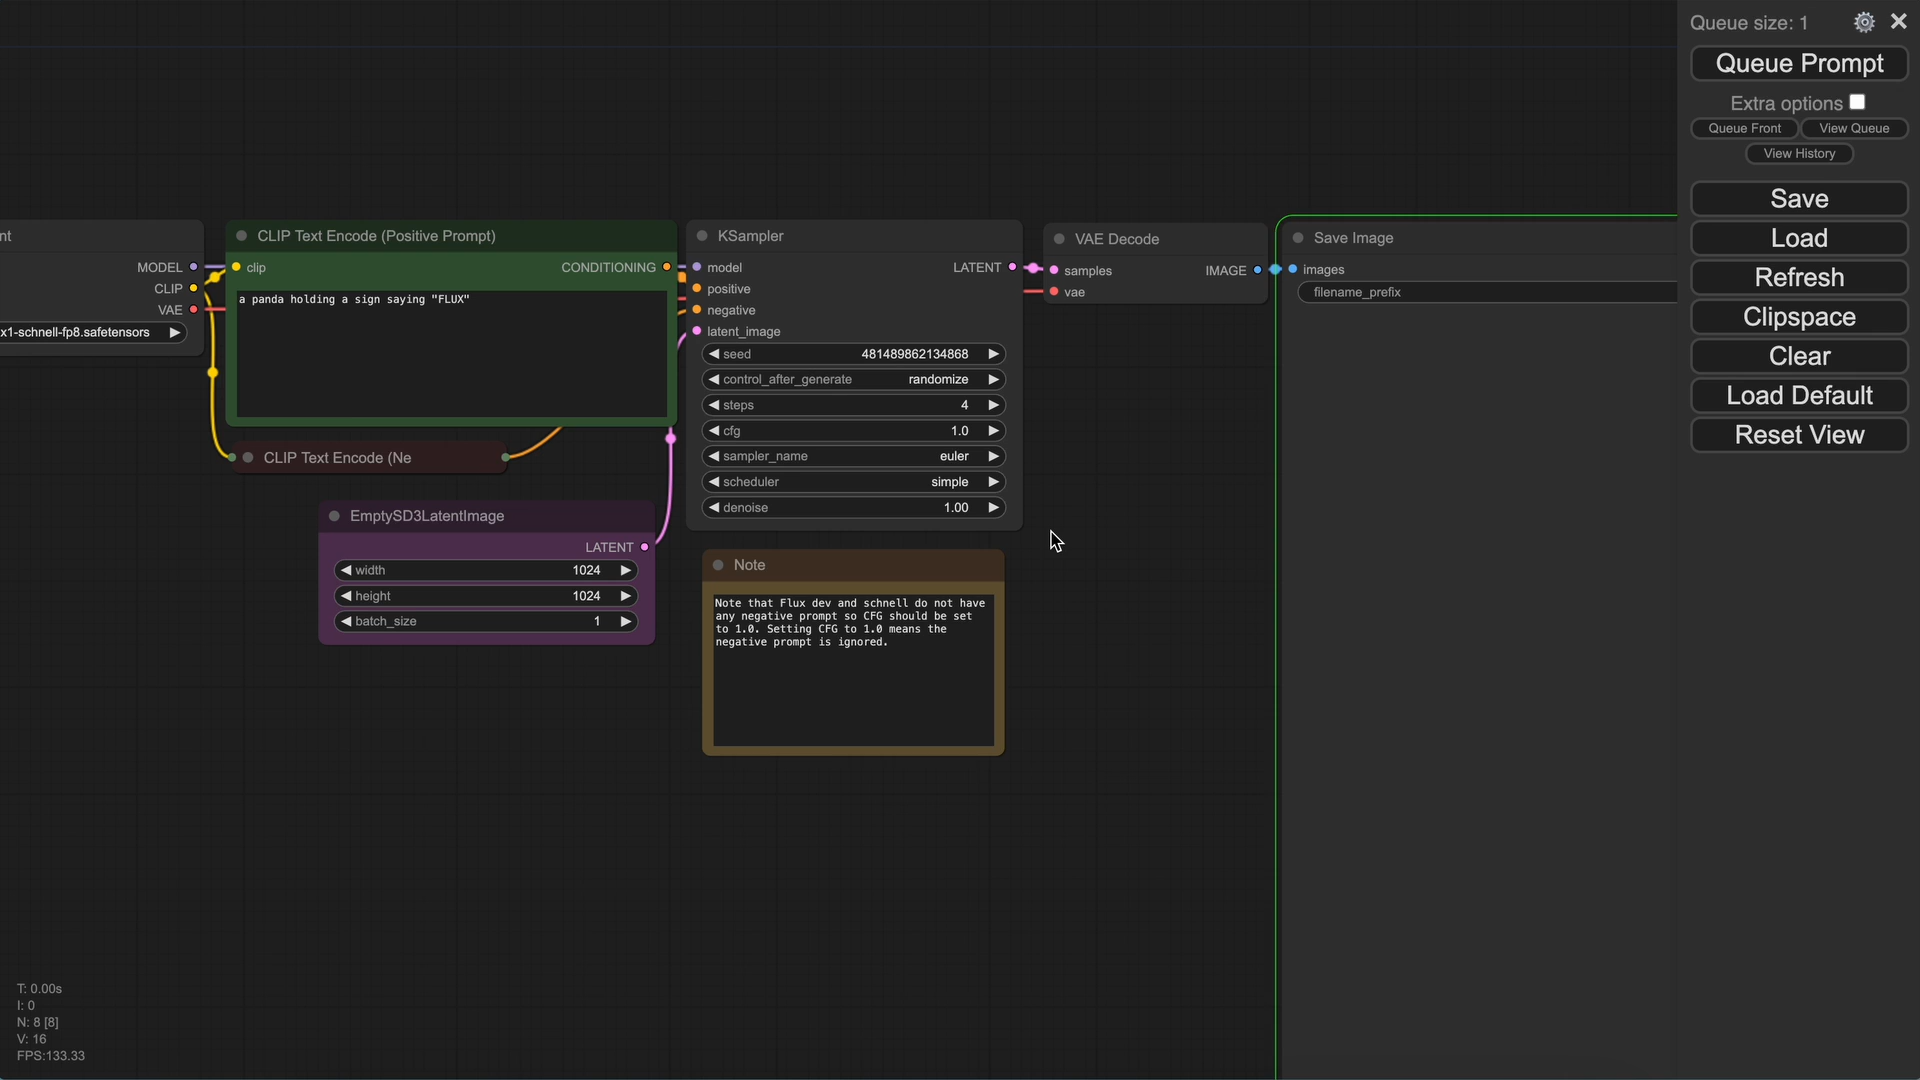 Queue size: 1
Queue Prompt
Extra options
Queue Front
View Queue
View History
Save
Load
Refresh
Clipspace
Clear
Load Default
Reset View
nt
MODEL
CLIP
VAE
x1-schnell-fp8.safetensors
CLIP Text Encode (Positive Prompt)
clip
CONDITIONING
a panda holding a sign saying "FLUX"
CLIP Text Encode (Ne
EmptySD3LatentImage
LATENT
width 1024
height 1024
batch_size 1
KSampler
model
LATENT
positive
negative
latent_image
seed 481489862134868
control_after_generate randomize
steps 4
cfg 1.0
sampler_name euler
scheduler simple
denoise 1.00
Note
Note that Flux dev and schnell do not have
any negative prompt so CFG should be set
to 1.0. Setting CFG to 1.0 means the
negative prompt is ignored.
VAE Decode
samples
IMAGE
vae
Save Image
images
filename_prefix
T: 0.00s
I: 0
N: 8 [8]
V: 16
FPS:133.33